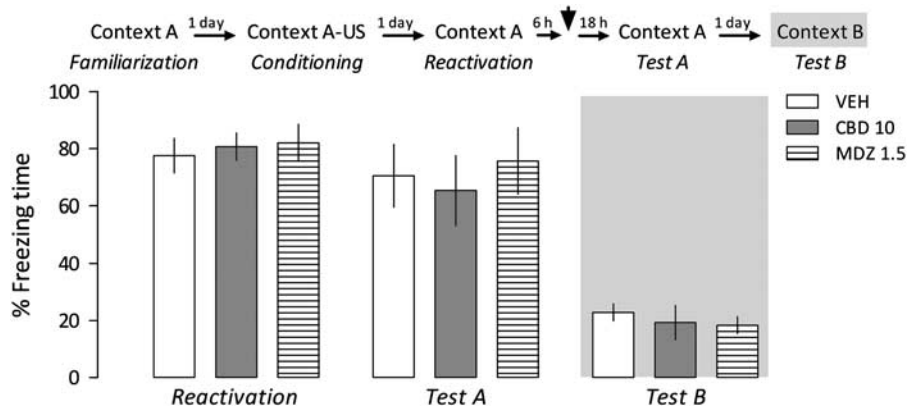 Context A 1 day Context A-US 1 day Context A 6 h 18 h Context A 1 day Context B
Familiarization Conditioning Reactivation Test A Test B
% Freezing time
100
80
60
40
20
0
VEH
CBD 10
MDZ 1.5
Reactivation Test A Test B